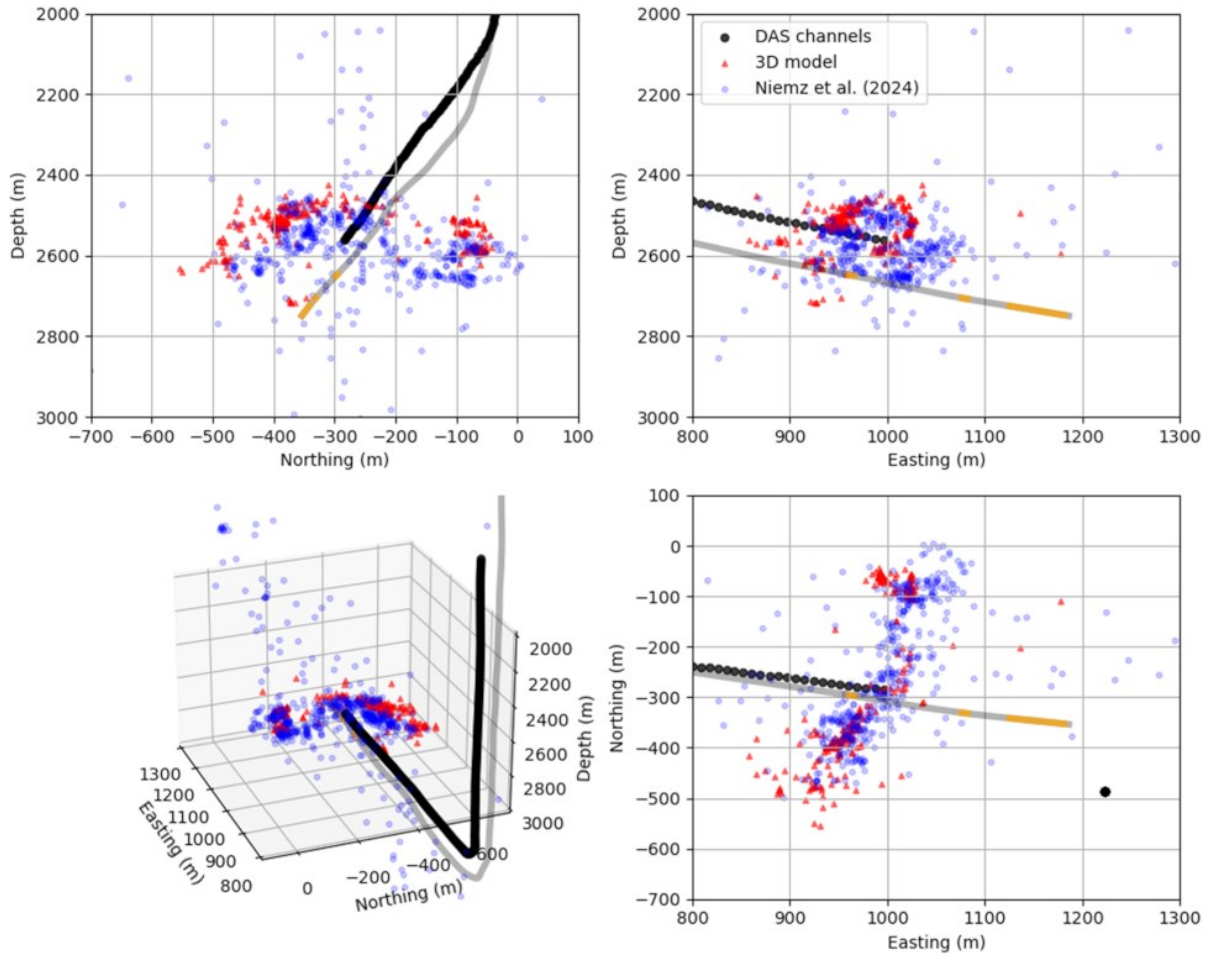 2000
2200
2400
2600
2800
3000
Depth (m)
−700 −600 −500 −400 −300 −200 −100 0 100
Northing (m)
2000
2200
2400
2600
2800
3000
Depth (m)
DAS channels
3D model
Niemz et al. (2024)
800 900 1000 1100 1200 1300
Easting (m)
2000
2200
2400
2600
2800
3000
Depth (m)
1300
1200
1100
1000
900
800
Easting (m)
0 −200 −400 −600
Northing (m)
100
0
−100
−200
−300
−400
−500
−600
−700
Northing (m)
800 900 1000 1100 1200 1300
Easting (m)